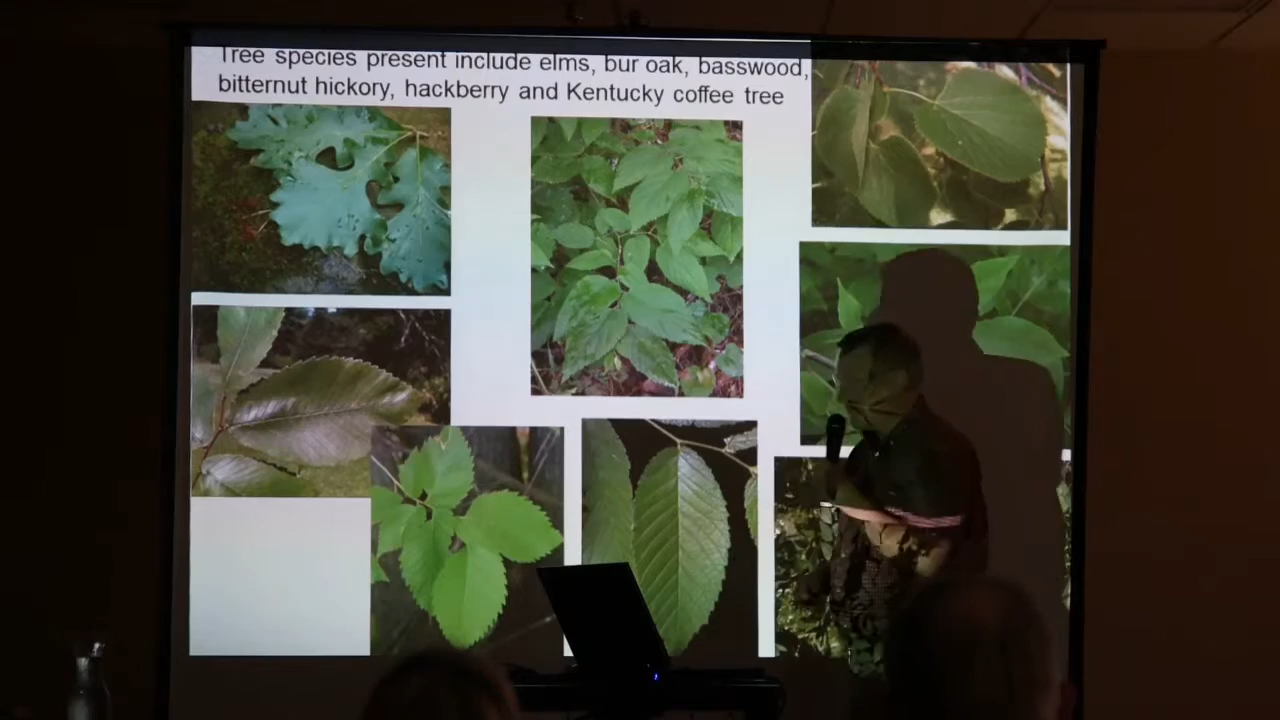 Tree species present include elms, bur oak, basswood,
bitternut hickory, hackberry and Kentucky coffee tree